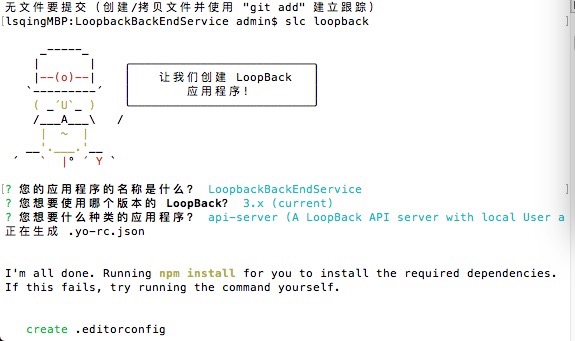 无文件要提交（创建/拷贝文件并使用 "git add" 建立跟踪）
[lsqingMBP:LoopbackBackEndService admin$ slc loopback
让我们创建 LoopBack
应用程序！
[? 您的应用程序的名称是什么？ LoopbackBackEndService
? 您想要使用哪个版本的 LoopBack？ 3.x (current)
? 您想要什么种类的应用程序？ api-server (A LoopBack API server with local User a
正在生成 .yo-rc.json
I'm all done. Running npm install for you to install the required dependencies.
If this fails, try running the command yourself.
create .editorconfig